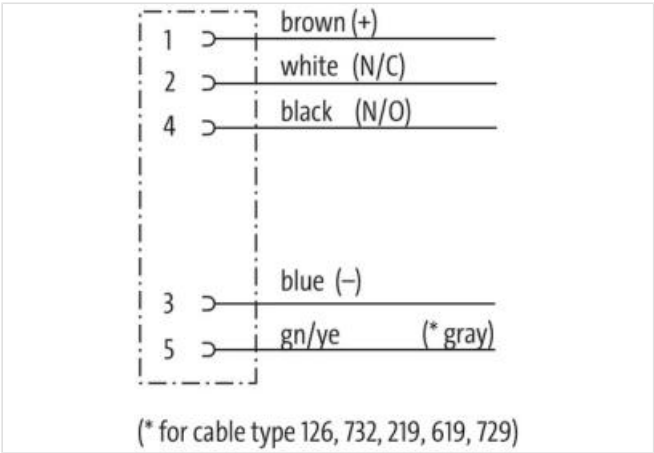 1 brown (+)
2 white (N/C)
4 black (N/O)
3 blue (–)
5 gn/ye (* gray)
(* for cable type 126, 732, 219, 619, 729)